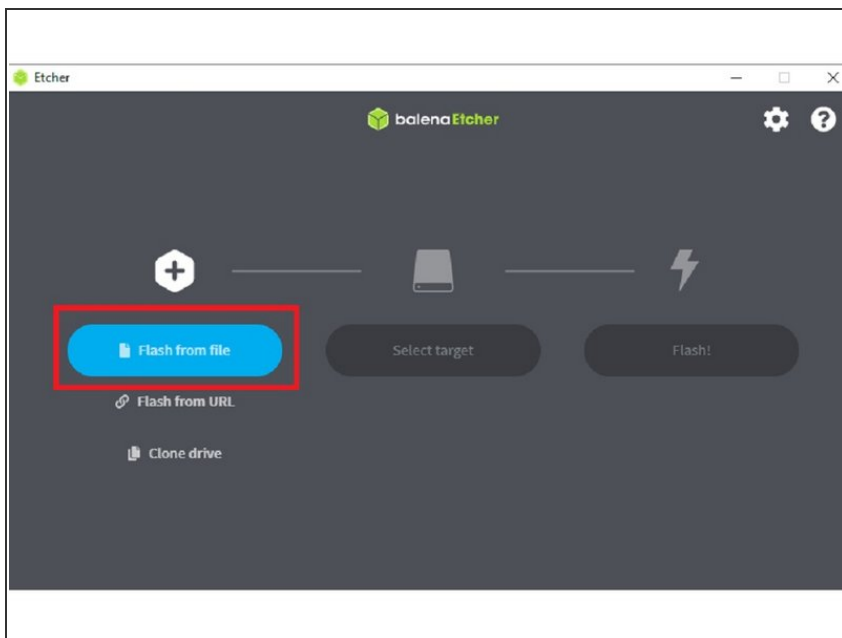 Etcher
balenaEtcher
Flash from file
Select target
Flash!
Flash from URL
Clone drive